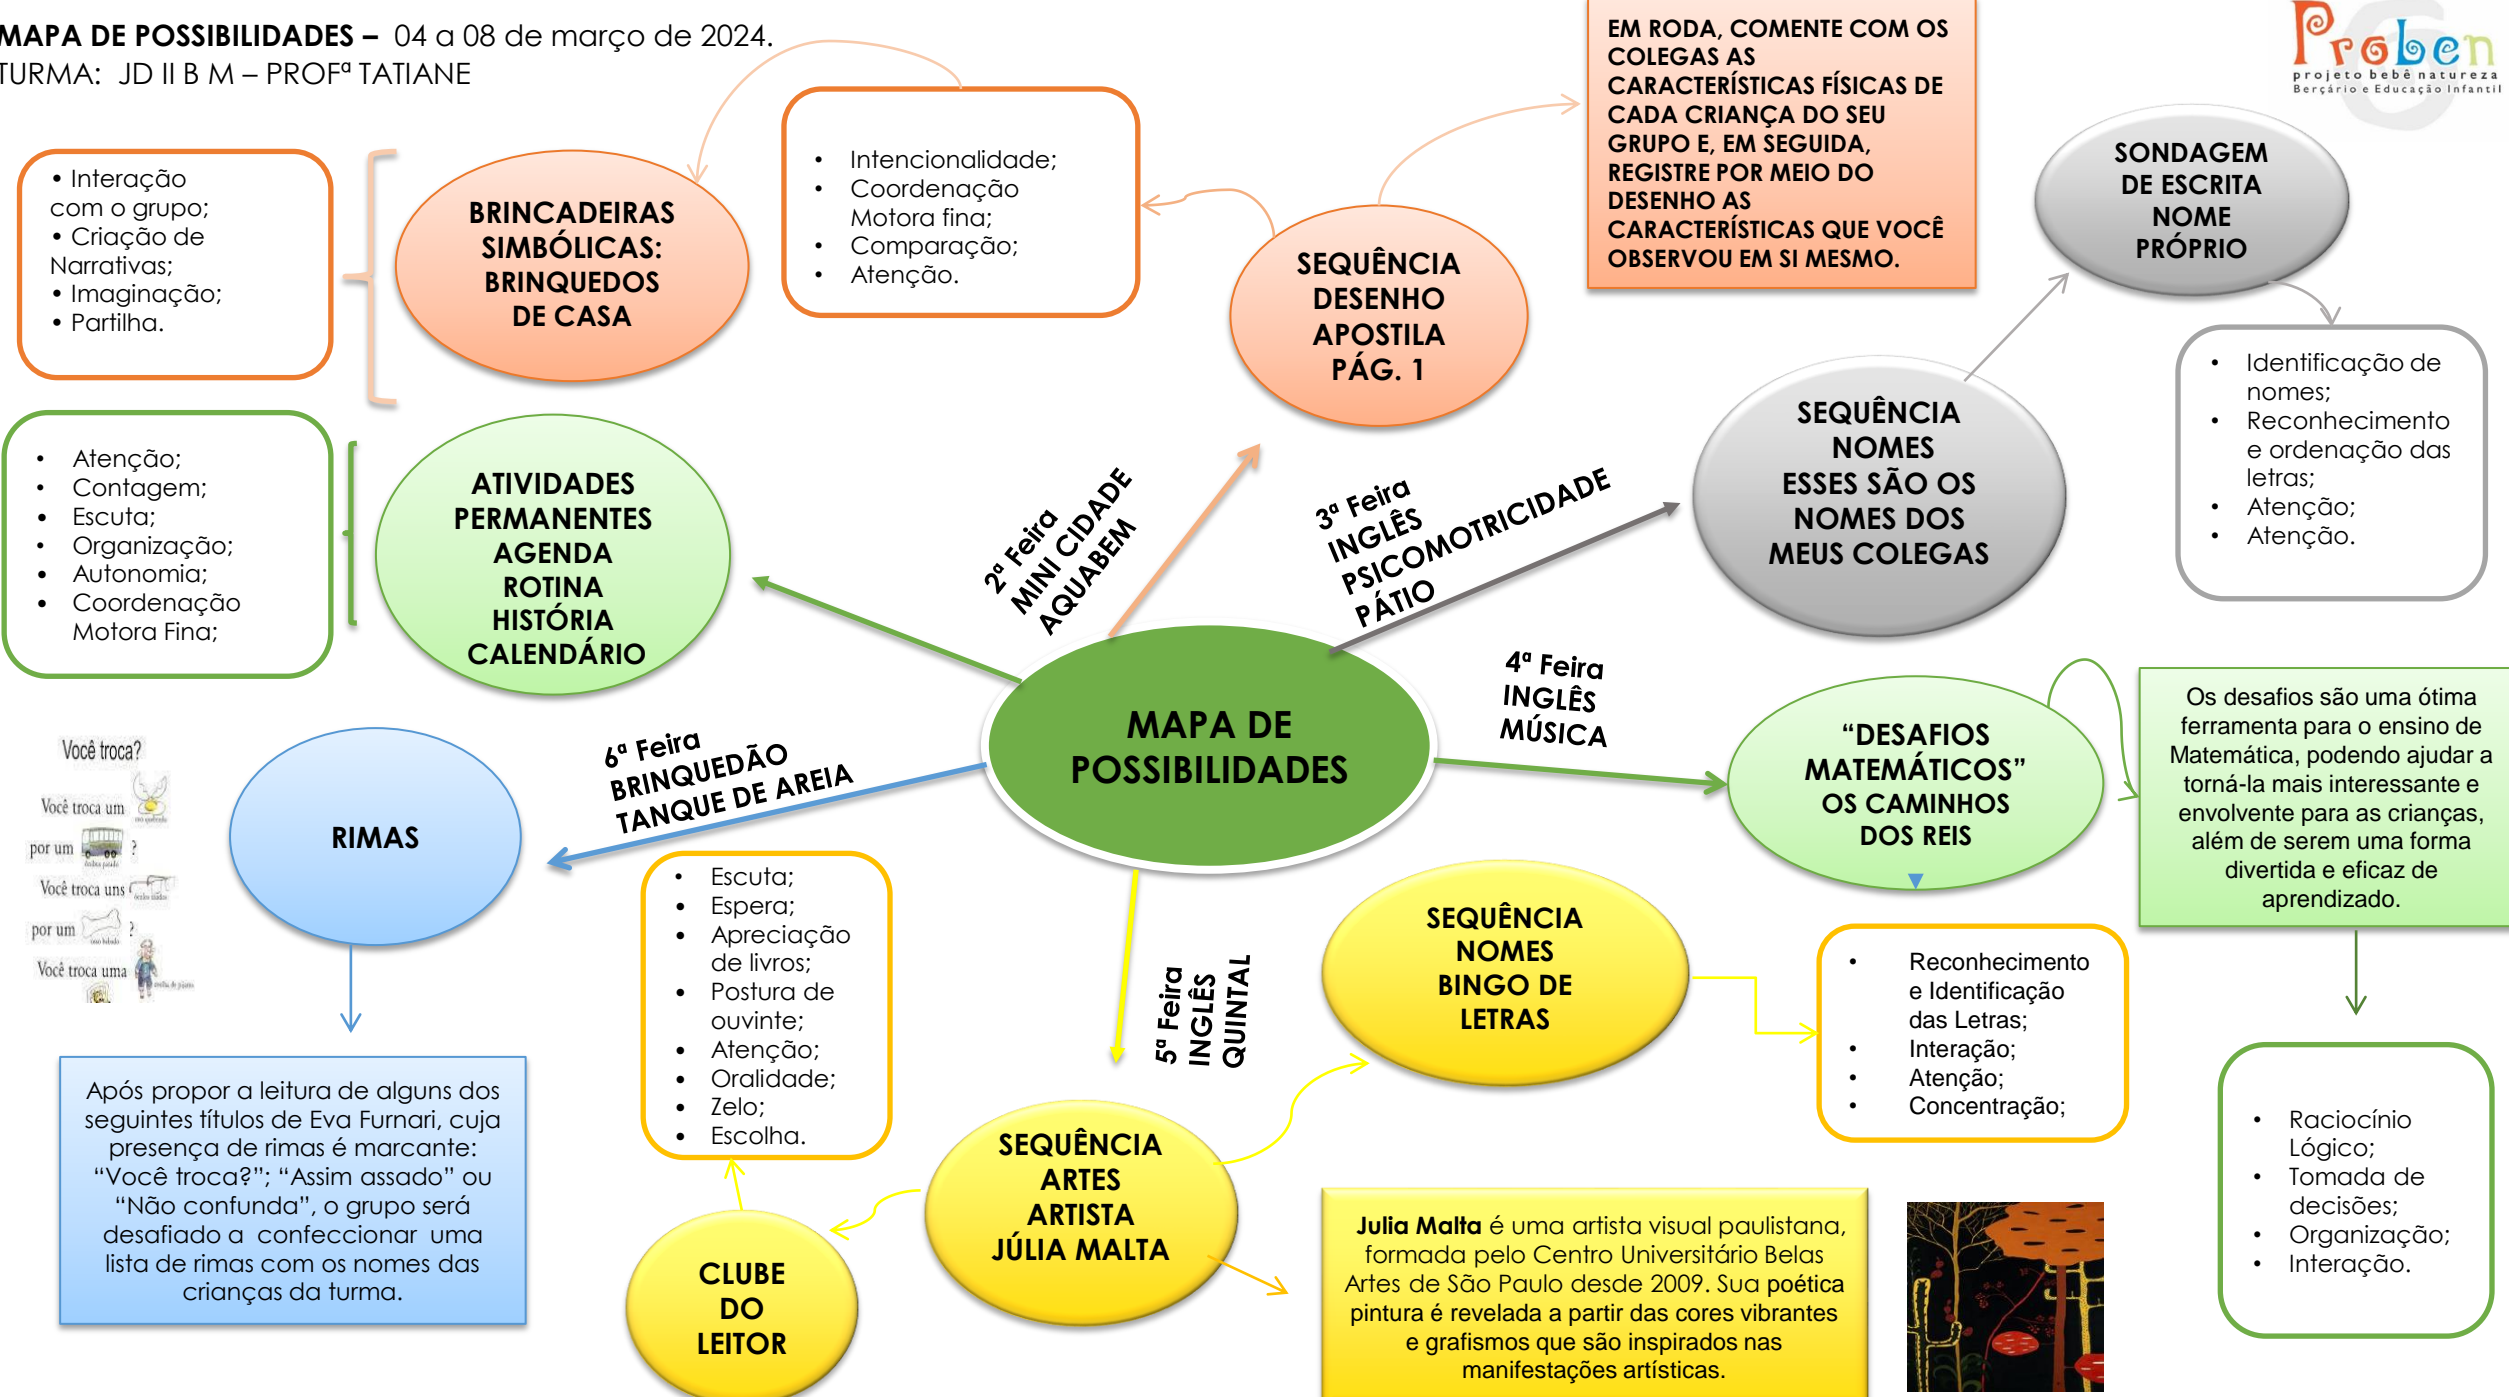 MAPA DE POSSIBILIDADES – 04 a 08 de março de 2024.
TURMA: JD II B M – PROFª TATIANE
Proben
projeto bebê natureza
Berçário e Educação Infantil
• Interação
com o grupo;
• Criação de
Narrativas;
• Imaginação;
• Partilha.
BRINCADEIRAS
SIMBÓLICAS:
BRINQUEDOS
DE CASA
• Intencionalidade;
• Coordenação
Motora fina;
• Comparação;
• Atenção.
SEQUÊNCIA
DESENHO
APOSTILA
PÁG. 1
EM RODA, COMENTE COM OS
COLEGAS AS
CARACTERÍSTICAS FÍSICAS DE
CADA CRIANÇA DO SEU
GRUPO E, EM SEGUIDA,
REGISTRE POR MEIO DO
DESENHO AS
CARACTERÍSTICAS QUE VOCÊ
OBSERVOU EM SI MESMO.
SONDAGEM
DE ESCRITA
NOME
PRÓPRIO
• Identificação de
nomes;
• Reconhecimento
e ordenação das
letras;
• Atenção;
• Atenção.
SEQUÊNCIA
NOMES
ESSES SÃO OS
NOMES DOS
MEUS COLEGAS
• Atenção;
• Contagem;
• Escuta;
• Organização;
• Autonomia;
• Coordenação
Motora Fina;
ATIVIDADES
PERMANENTES
AGENDA
ROTINA
HISTÓRIA
CALENDÁRIO
2ª Feira
MINI CIDADE
AQUABEM
3ª Feira
INGLÊS
PSICOMOTRICIDADE
PÁTIO
4ª Feira
INGLÊS
MÚSICA
MAPA DE
POSSIBILIDADES
"DESAFIOS
MATEMÁTICOS"
OS CAMINHOS
DOS REIS
Os desafios são uma ótima
ferramenta para o ensino de
Matemática, podendo ajudar a
torná-la mais interessante e
envolvente para as crianças,
além de serem uma forma
divertida e eficaz de
aprendizado.
• Raciocínio
Lógico;
• Tomada de
decisões;
• Organização;
• Interação.
6ª Feira
BRINQUEDÃO
TANQUE DE AREIA
RIMAS
Você troca?
Você troca um
por um ?
Você troca uns
por um ?
Você troca uma
Após propor a leitura de alguns dos
seguintes títulos de Eva Furnari, cuja
presença de rimas é marcante:
"Você troca?"; "Assim assado" ou
"Não confunda", o grupo será
desafiado a confeccionar uma
lista de rimas com os nomes das
crianças da turma.
• Escuta;
• Espera;
• Apreciação
de livros;
• Postura de
ouvinte;
• Atenção;
• Oralidade;
• Zelo;
• Escolha.
CLUBE
DO
LEITOR
5ª Feira
INGLÊS
QUINTAL
SEQUÊNCIA
ARTES
ARTISTA
JÚLIA MALTA
SEQUÊNCIA
NOMES
BINGO DE
LETRAS
• Reconhecimento
e Identificação
das Letras;
• Interação;
• Atenção;
• Concentração;
Julia Malta é uma artista visual paulistana,
formada pelo Centro Universitário Belas
Artes de São Paulo desde 2009. Sua poética
pintura é revelada a partir das cores vibrantes
e grafismos que são inspirados nas
manifestações artísticas.